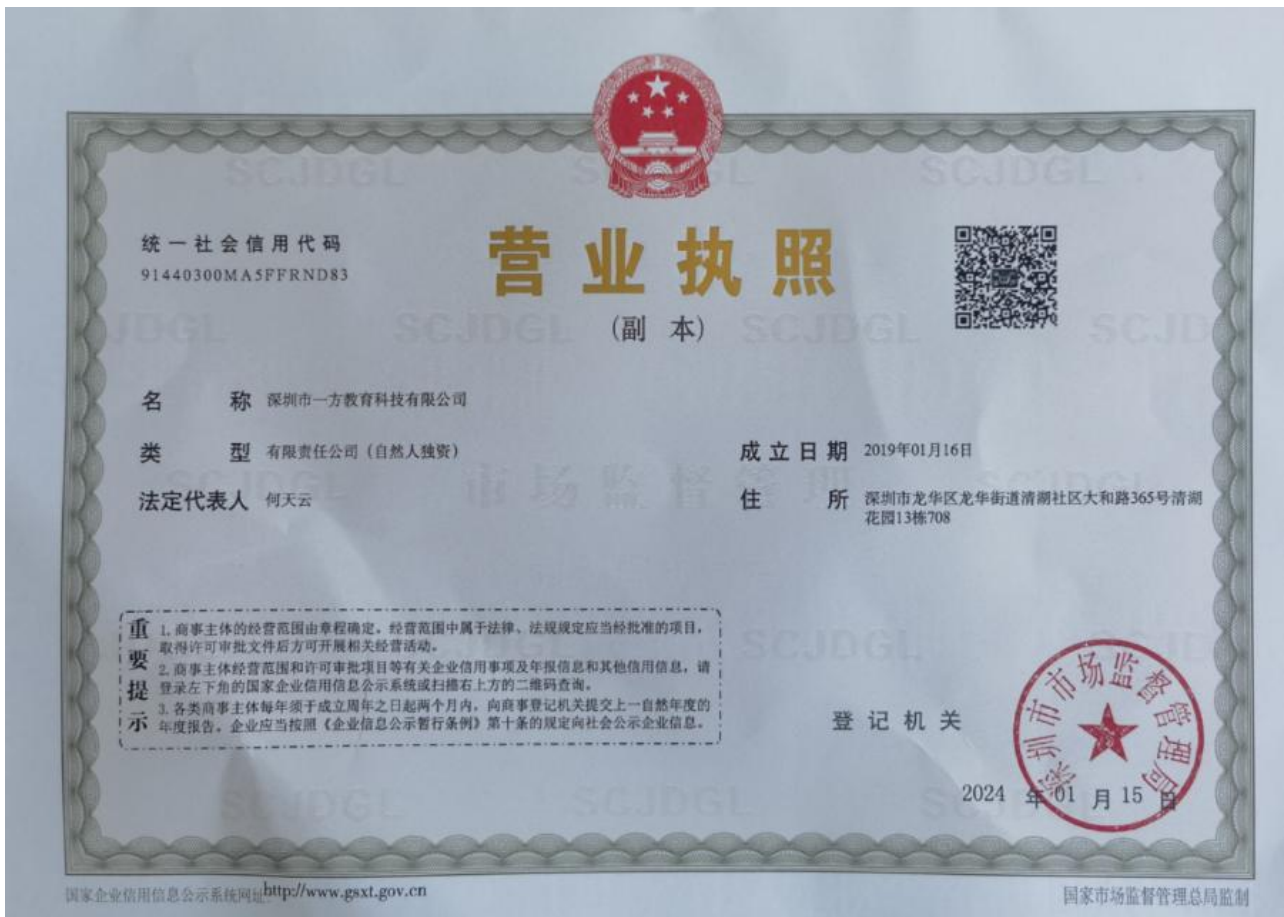 统一社会信用代码
91440300MA5FFRND83
营业执照
(副 本)
名 称 深圳市一方教育科技有限公司
类 型 有限责任公司（自然人独资）
法定代表人 何天云
成立日期 2019年01月16日
住 所 深圳市龙华区龙华街道清湖社区大和路365号清湖
花园13栋708
重要提示
1. 商事主体的经营范围由章程确定。经营范围中属于法律、法规规定应当经批准的项目，
取得许可审批文件后方可开展相关经营活动。
2. 商事主体经营范围和许可审批项目等有关企业信用事项及年报信息和其他信用信息，请
登录左下角的国家企业信用信息公示系统或扫描右上方的二维码查询。
3. 各类商事主体每年须于成立周年之日起两个月内，向商事登记机关提交上一自然年度的
年度报告。企业应当按照《企业信息公示暂行条例》第十条的规定向社会公示企业信息。
登记机关
深圳市市场监督管理局
2024 年 01 月 15 日
国家企业信用信息公示系统网址：http://www.gsxt.gov.cn
国家市场监督管理总局监制
SCJDGL
市场监督管理